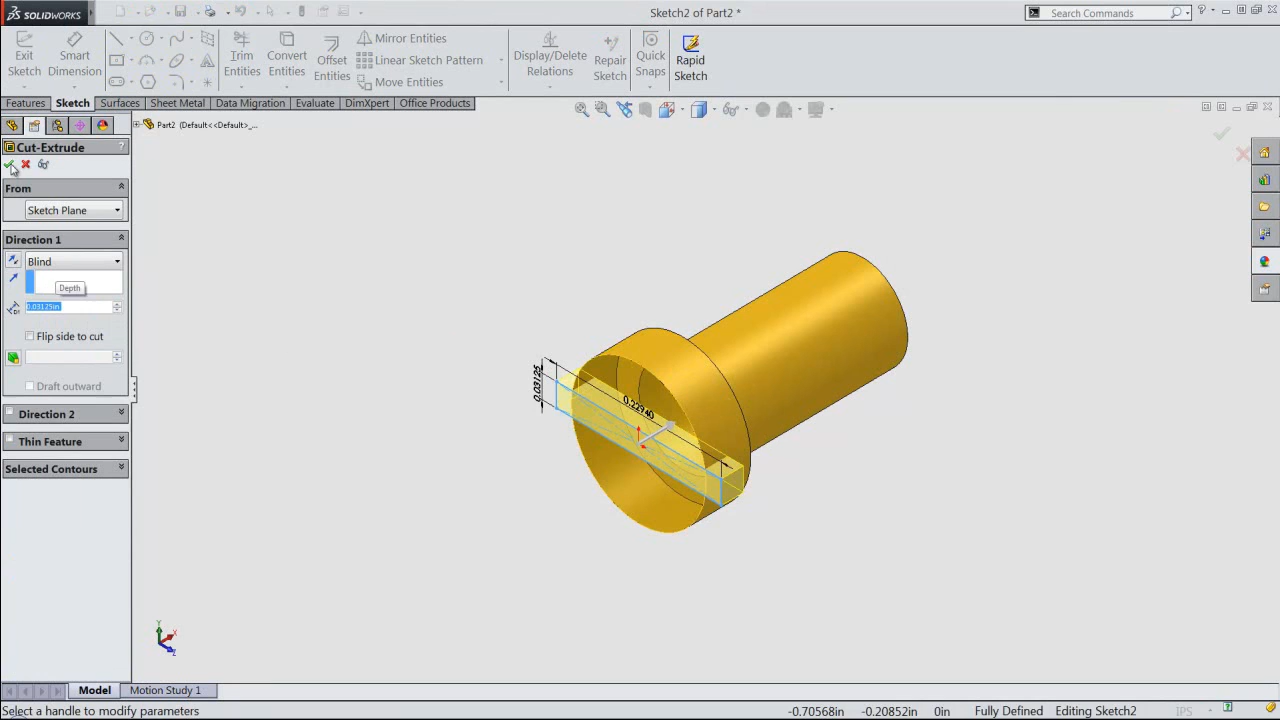 SOLIDWORKS
Sketch2 of Part2 *
Search Commands
Exit Sketch
Smart Dimension
Trim Entities
Convert Entities
Offset Entities
Mirror Entities
Linear Sketch Pattern
Move Entities
Display/Delete Relations
Repair Sketch
Quick Snaps
Rapid Sketch
Features
Sketch
Surfaces
Sheet Metal
Data Migration
Evaluate
DimXpert
Office Products
Part2 (Default<<Default>_...
Cut-Extrude
?
From
Sketch Plane
Direction 1
Blind
Depth
0.03125in
Flip side to cut
Draft outward
Direction 2
Thin Feature
Selected Contours
0.03125
0.22940
Y
X
Z
Model
Motion Study 1
Select a handle to modify parameters
-0.70568in
-0.20852in
0in
Fully Defined
Editing Sketch2
IPS
?